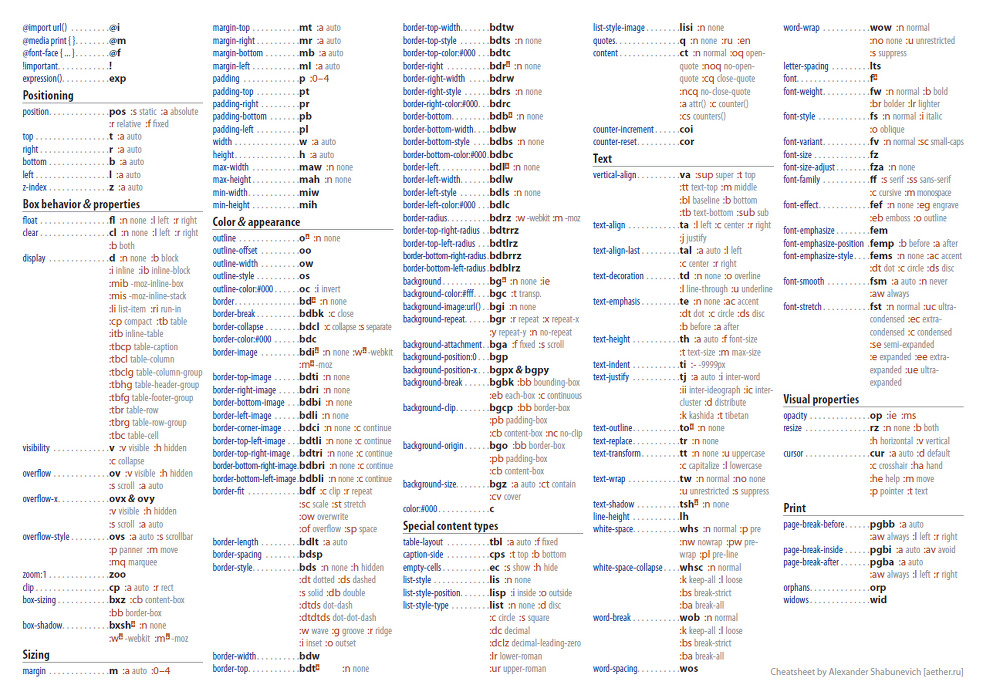 @import url() ........ @i
@media print { } ........ @m
@font-face { ... } ........ @f
!important ........ !
expression() ........ exp
Positioning
position ........ pos :s static :a absolute
:r relative :f fixed
top ........ t :a auto
right ........ r :a auto
bottom ........ b :a auto
left ........ l :a auto
z-index ........ z :a auto
Box behavior & properties
float ........ fl :n none :l left :r right
clear ........ cl :n none :l left :r right
:b both
display ........ d :n none :b block
:i inline :ib inline-block
:mib -moz-inline-box
:mis -moz-inline-stack
:li list-item :ri run-in
:cp compact :tb table
:itb inline-table
:tbcp table-caption
:tbcl table-column
:tbclg table-column-group
:tbhg table-header-group
:tbfg table-footer-group
:tbr table-row
:tbrg table-row-group
:tbc table-cell
visibility ........ v :v visible :h hidden
:c collapse
overflow ........ ov :v visible :h hidden
:s scroll :a auto
overflow-x ........ ovx & ovy
:v visible :h hidden
:s scroll :a auto
overflow-style ........ ovs :a auto :s scrollbar
:p panner :m move
:mq marquee
zoom:1 ........ zoo
clip ........ cp :a auto :r rect
box-sizing ........ bxz :cb content-box
:bb border-box
box-shadow ........ bxsh :n none
:w -webkit :m -moz
Sizing
margin ........ m :a auto :0–4
margin-top ........ mt :a auto
margin-right ........ mr :a auto
margin-bottom ........ mb :a auto
margin-left ........ ml :a auto
padding ........ p :0–4
padding-top ........ pt
padding-right ........ pr
padding-bottom ........ pb
padding-left ........ pl
width ........ w :a auto
height ........ h :a auto
max-width ........ maw :n none
max-height ........ mah :n none
min-width ........ miw
min-height ........ mih
Color & appearance
outline ........ o :n none
outline-offset ........ oo
outline-width ........ ow
outline-style ........ os
outline-color:#000 ........ oc :i invert
border ........ bd :n none
border-break ........ bdbk :c close
border-collapse ........ bdcl :c collapse :s separate
border-color:#000 ........ bdc
border-image ........ bdi :n none :w -webkit
:m -moz
border-top-image ........ bdti :n none
border-right-image ........ bdri :n none
border-bottom-image ........ bdbi :n none
border-left-image ........ bdli :n none
border-corner-image ........ bdci :n none :c continue
border-top-left-image ........ bdtli :n none :c continue
border-top-right-image ........ bdtri :n none :c continue
border-bottom-right-image. bdbri :n none :c continue
border-bottom-left-image ........ bdbli :n none :c continue
border-fit ........ bdf :c clip :r repeat
:sc scale :st stretch
:ow overwrite
:of overflow :sp space
border-length ........ bdlt :a auto
border-spacing ........ bdsp
border-style ........ bds :n none :h hidden
:dt dotted :ds dashed
:s solid :db double
:dtds dot-dash
:dtdtds dot-dot-dash
:w wave :g groove :r ridge
:i inset :o outset
border-width ........ bdw
border-top ........ bdt :n none
border-top-width ........ bdtw
border-top-style ........ bdts :n none
border-top-color:#000 ........ bdtc
border-right ........ bdr :n none
border-right-width ........ bdrw
border-right-style ........ bdrs :n none
border-right-color:#000 ........ bdrc
border-bottom ........ bdb :n none
border-bottom-width ........ bdbw
border-bottom-style ........ bdbs :n none
border-bottom-color:#000 . bdbc
border-left ........ bdl :n none
border-left-width ........ bdlw
border-left-style ........ bdls :n none
border-left-color:#000 ........ bdlc
border-radius ........ bdrz :w -webkit :m -moz
border-top-right-radius ........ bdtrrz
border-top-left-radius ........ bdtlrz
border-bottom-right-radius . bdbrrz
border-bottom-left-radius ........ bdblrz
background ........ bg :n none :ie
background-color:#fff ........ bgc :t transp.
background-image:url() ........ bgi :n none
background-repeat ........ bgr :r repeat :x repeat-x
:y repeat-y :n no-repeat
background-attachment ........ bga :f fixed :s scroll
background-position:0 ........ bgp
background-position-x ........ bgpx & bgpy
background-break ........ bgbk :bb bounding-box
:eb each-box :c continuous
background-clip ........ bgcp :bb border-box
:pb padding-box
:cb content-box :nc no-clip
background-origin ........ bgo :bb border-box
:pb padding-box
:cb content-box
background-size ........ bgz :a auto :ct contain
:cv cover
color:#000 ........ c
Special content types
table-layout ........ tbl :a auto :f fixed
caption-side ........ cps :t top :b bottom
empty-cells ........ ec :s show :h hide
list-style ........ lis :n none
list-style-position ........ lisp :i inside :o outside
list-style-type ........ list :n none :d disc
:c circle :s square
:dc decimal
:dclz decimal-leading-zero
:lr lower-roman
:ur upper-roman
list-style-image ........ lisi :n none
quotes ........ q :n none :ru :en
content ........ ct :n normal :oq open-
quote :noq no-open-
quote :cq close-quote
:ncq no-close-quote
:a attr() :c counter()
:cs counters()
counter-increment ........ coi
counter-reset ........ cor
Text
vertical-align ........ va :sup super :t top
:tt text-top :m middle
:bl baseline :b bottom
:tb text-bottom :sub sub
text-align ........ ta :l left :c center :r right
:j justify
text-align-last ........ tal :a auto :l left
:c center :r right
text-decoration ........ td :n none :o overline
:l line-through :u underline
text-emphasis ........ te :n none :ac accent
:dt dot :c circle :ds disc
:b before :a after
text-height ........ th :a auto :f font-size
:t text-size :m max-size
text-indent ........ ti :- -9999px
text-justify ........ tj :a auto :i inter-word
:ii inter-ideograph :ic inter-
cluster :d distribute
:k kashida :t tibetan
text-outline ........ to :n none
text-replace ........ tr :n none
text-transform ........ tt :n none :u uppercase
:c capitalize :l lowercase
text-wrap ........ tw :n normal :no none
:u unrestricted :s suppress
text-shadow ........ tsh :n none
line-height ........ lh
white-space ........ whs :n normal :p pre
:nw nowrap :pw pre-
wrap :pl pre-line
white-space-collapse ........ whsc :n normal
:k keep-all :l loose
:bs break-strict
:ba break-all
word-break ........ wob :n normal
:k keep-all :l loose
:bs break-strict
:ba break-all
word-spacing ........ wos
word-wrap ........ wow :n normal
:no none :u unrestricted
:s suppress
letter-spacing ........ lts
font ........ f
font-weight ........ fw :n normal :b bold
:br bolder :lr lighter
font-style ........ fs :n normal :i italic
:o oblique
font-variant ........ fv :n normal :sc small-caps
font-size ........ fz
font-size-adjust ........ fza :n none
font-family ........ ff :s serif :ss sans-serif
:c cursive :m monospace
font-effect ........ fef :n none :eg engrave
:eb emboss :o outline
font-emphasize ........ fem
font-emphasize-position ........ femp :b before :a after
font-emphasize-style ........ fems :n none :ac accent
:dt dot :c circle :ds disc
font-smooth ........ fsm :a auto :n never
:aw always
font-stretch ........ fst :n normal :uc ultra-
condensed :ec extra-
condensed :c condensed
:se semi-expanded
:e expanded :ee extra-
expanded :ue ultra-
expanded
Visual properties
opacity ........ op :ie :ms
resize ........ rz :n none :b both
:h horizontal :v vertical
cursor ........ cur :a auto :d default
:c crosshair :ha hand
:he help :m move
:p pointer :t text
Print
page-break-before ........ pgbb :a auto
:aw always :l left :r right
page-break-inside ........ pgbi :a auto :av avoid
page-break-after ........ pgba :a auto
:aw always :l left :r right
orphans ........ orp
widows ........ wid
Cheatsheet by Alexander Shabunevich [aether.ru]